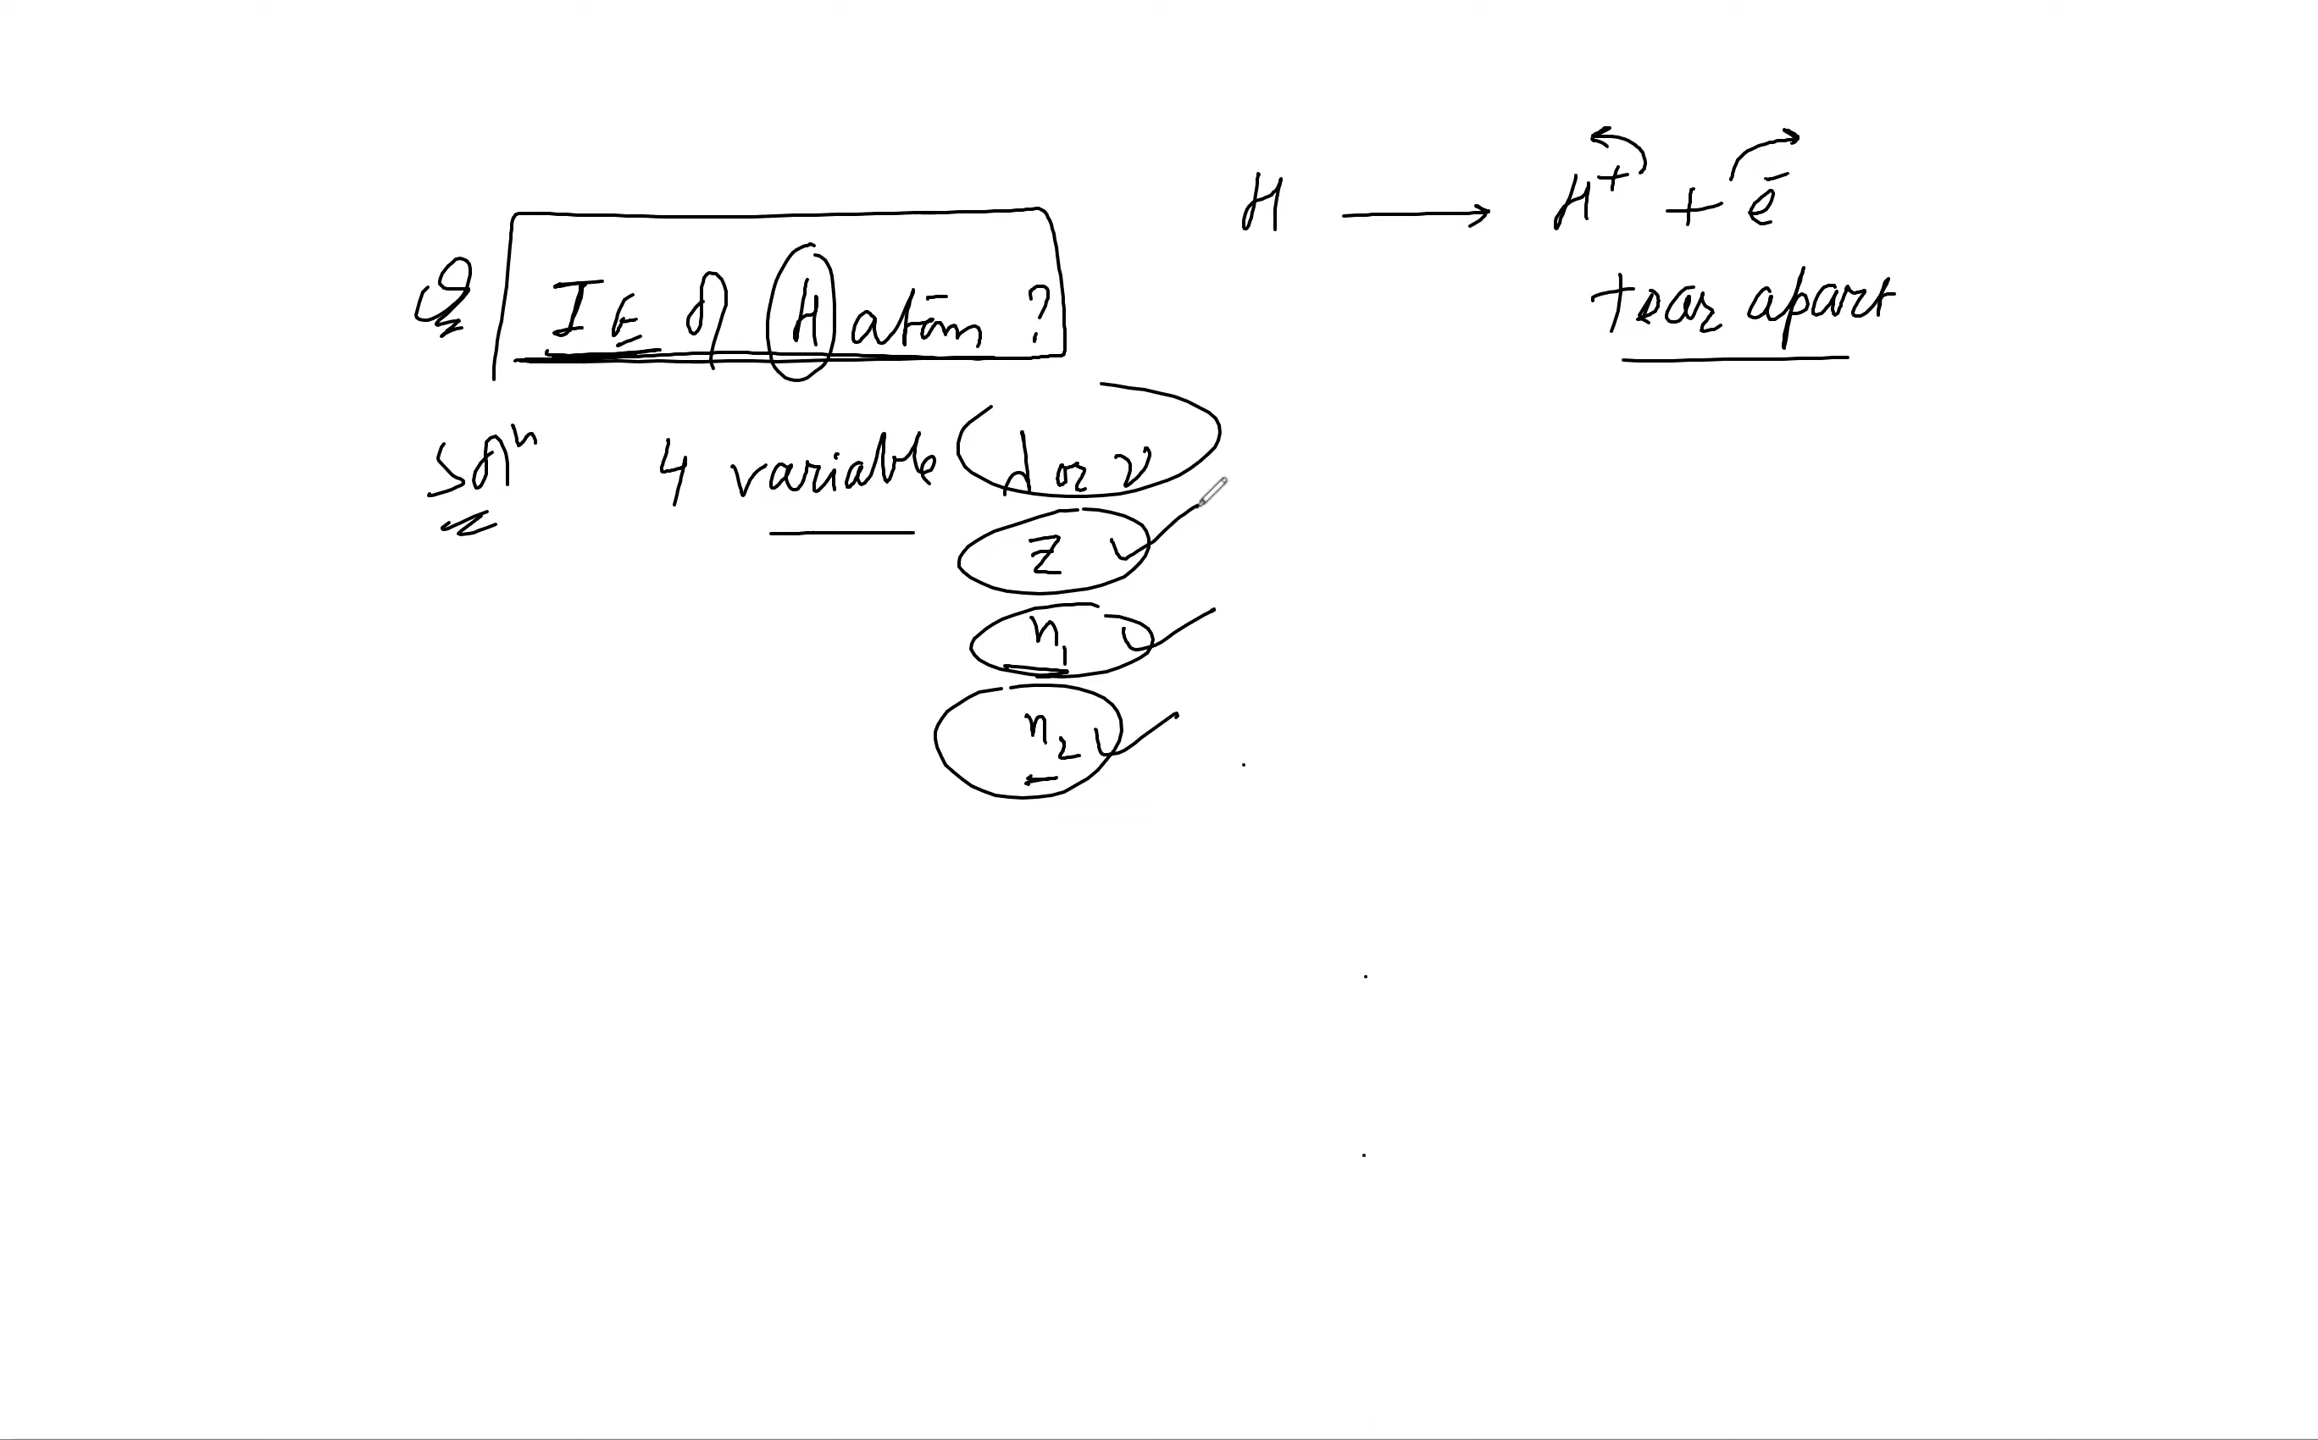 H ⟶ H⁺ + ē
tear apart
Q IE of H atom ?
Solⁿ 4 variable λ or ν
Z
n₁
n₂